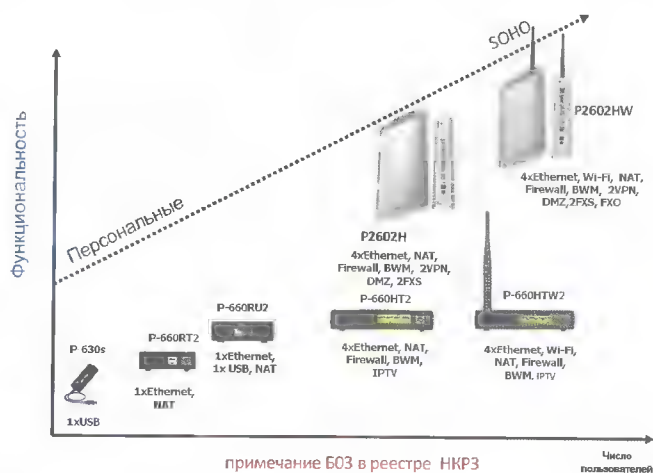 SOHO
P2602HW
4xEthernet, Wi-Fi, NAT,
Firewall, BWM, 2VPN,
DMZ,2FXS, FXO
Функциональность
Персональные
P2602H
4xEthernet, NAT,
Firewall, BWM, 2VPN,
DMZ, 2FXS
P-660HT2
4xEthernet, NAT,
Firewall, BWM,
IPTV
P-660HTW2
4xEthernet, Wi-Fi,
NAT, Firewall,
BWM, IPTV
P-660RU2
1xEthernet,
1x USB, NAT
P-660RT2
1xEthernet,
NAT
P-630s
1xUSB
примечание Б03 в реестре НКРЗ
Число
пользователей